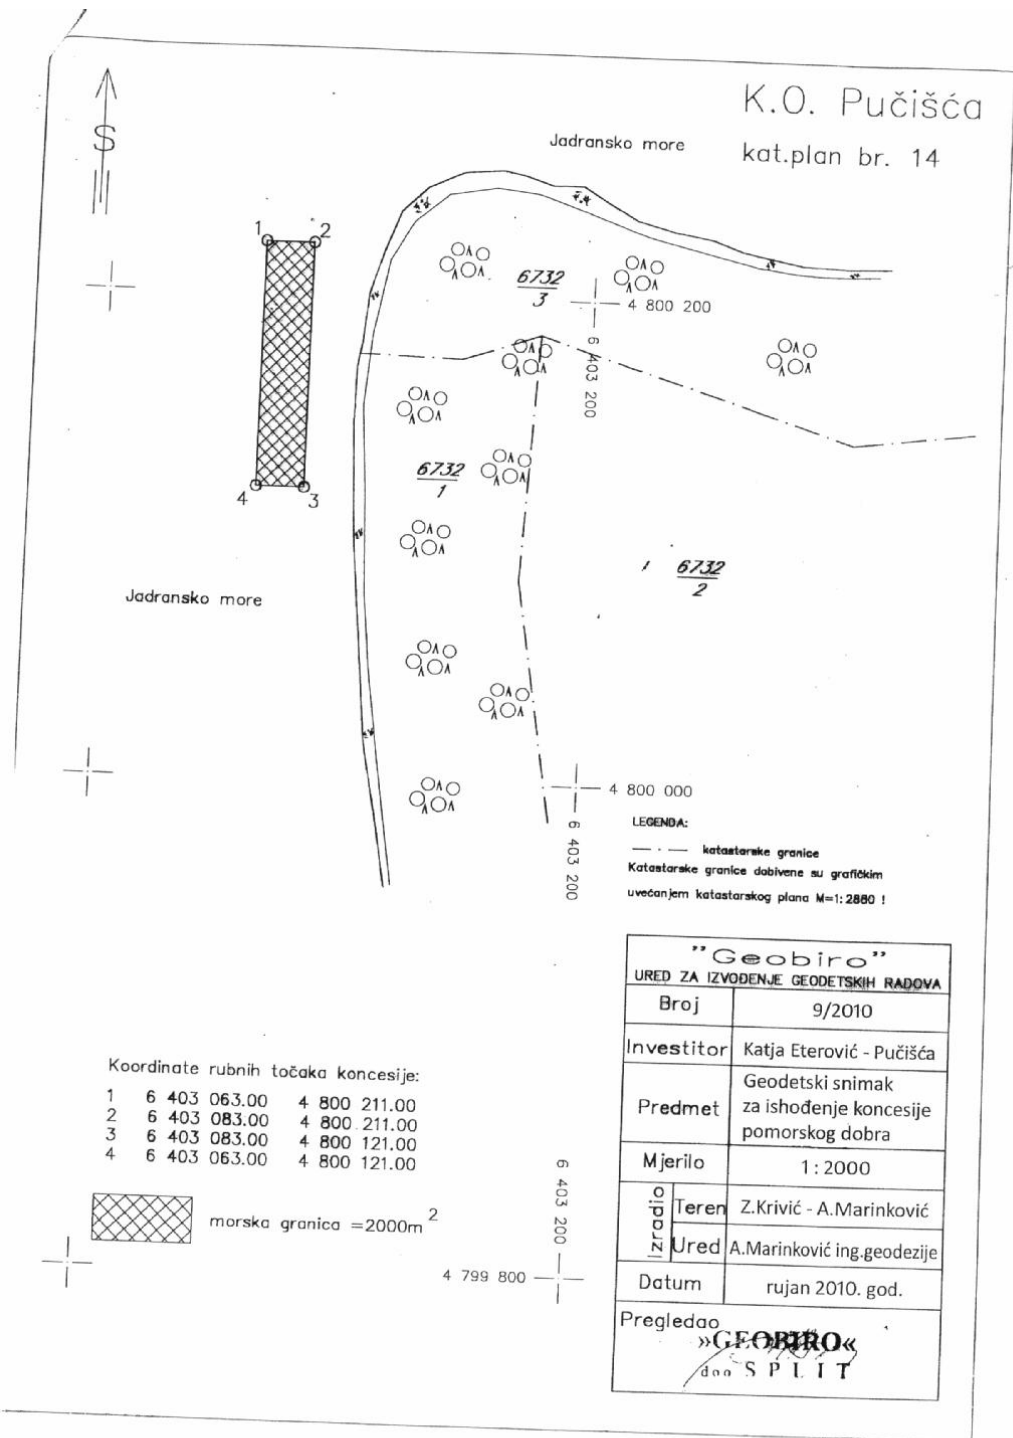 K.O. Pučišća
kat.plan br. 14
S
Jadransko more
1
2
6732
3
4 800 200
6 403 200
6732
1
4
3
6732
2
Jadransko more
4 800 000
6 403 200
LEGENDA:
katastarske granice
Katastarske granice dobivene su grafičkim
uvećanjem katastarskog plana M=1:2880 !
"Geobiro"
URED ZA IZVOĐENJE GEODETSKIH RADOVA
Broj 9/2010
Investitor Katja Eterović - Pučišća
Predmet Geodetski snimak
za ishođenje koncesije
pomorskog dobra
Mjerilo 1:2000
Izradio
Teren Z.Krivić - A.Marinković
Ured A.Marinković ing.geodezije
Datum rujan 2010. god.
Pregledao
»GEOBIRO«
doo SPLIT
Koordinate rubnih točaka koncesije:
1 6 403 063.00 4 800 211.00
2 6 403 083.00 4 800 211.00
3 6 403 083.00 4 800 121.00
4 6 403 063.00 4 800 121.00
morska granica =2000m²
6 403 200
4 799 800